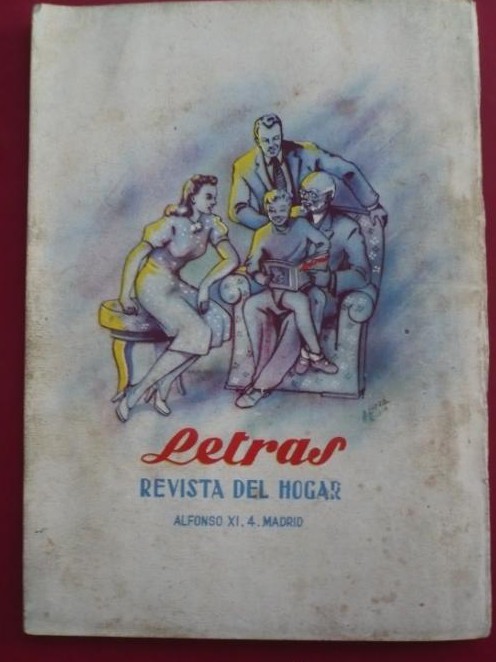 Letras
REVISTA DEL HOGAR
ALFONSO XI, 4. MADRID